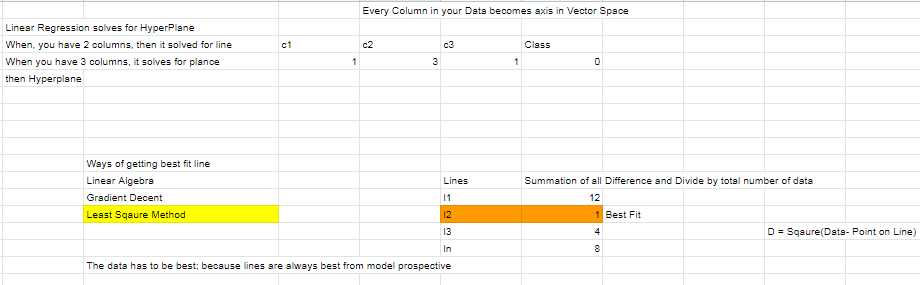 Every Column in your Data becomes axis in Vector Space
Linear Regression solves for HyperPlane
When, you have 2 columns, then it solved for line c1 c2 c3 Class
When you have 3 columns, it solves for plance 1 3 1 0
then Hyperplane
Ways of getting best fit line
Linear Algebra Lines Summation of all Difference and Divide by total number of data
Gradient Decent l1 12
Least Sqaure Method l2 1 Best Fit
l3 4 D = Sqaure(Data- Point on Line)
ln 8
The data has to be best; because lines are always best from model prospective